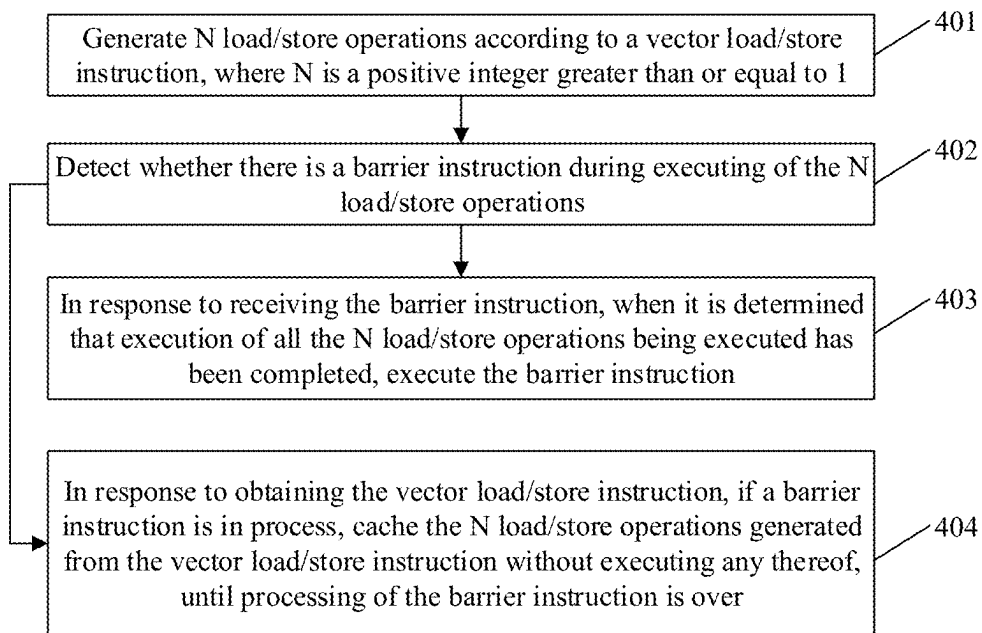 Generate N load/store operations according to a vector load/store
instruction, where N is a positive integer greater than or equal to 1
401
Detect whether there is a barrier instruction during executing of the N
load/store operations
402
In response to receiving the barrier instruction, when it is determined
that execution of all the N load/store operations being executed has
been completed, execute the barrier instruction
403
In response to obtaining the vector load/store instruction, if a barrier
instruction is in process, cache the N load/store operations generated
from the vector load/store instruction without executing any thereof,
until processing of the barrier instruction is over
404